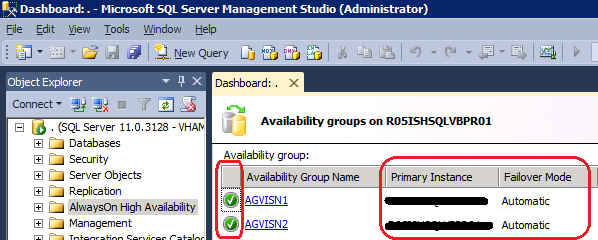 Dashboard: . - Microsoft SQL Server Management Studio (Administrator)
File Edit View Tools Window Community Help
New Query
Object Explorer
Connect
. (SQL Server 11.0.3128 - VHAM
Databases
Security
Server Objects
Replication
AlwaysOn High Availability
Management
Integration Services Catalog
Dashboard: .
Availability groups on R05ISHSQLVBPR01
Availability group:
Availability Group Name Primary Instance Failover Mode
AGVISN1 Automatic
AGVISN2 Automatic